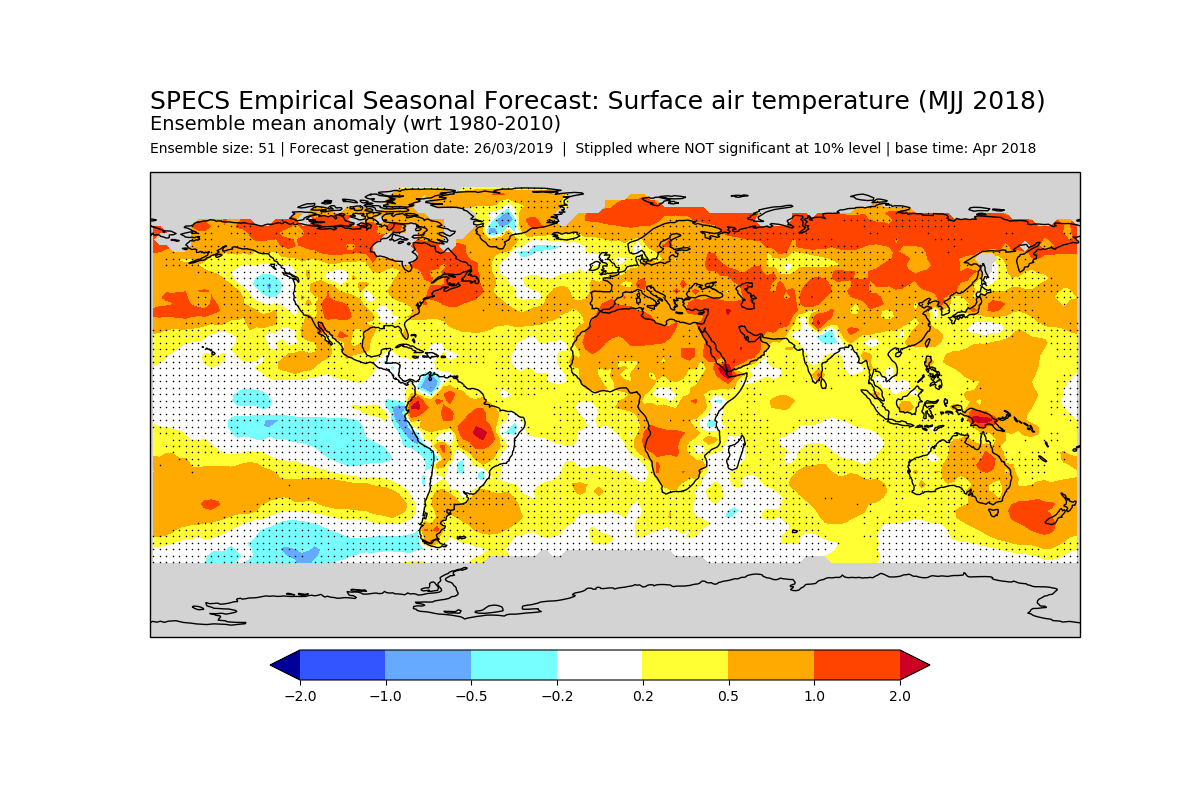 SPECS Empirical Seasonal Forecast: Surface air temperature (MJJ 2018)
Ensemble mean anomaly (wrt 1980-2010)
Ensemble size: 51 | Forecast generation date: 26/03/2019 | Stippled where NOT significant at 10% level | base time: Apr 2018
−2.0 −1.0 −0.5 −0.2 0.2 0.5 1.0 2.0